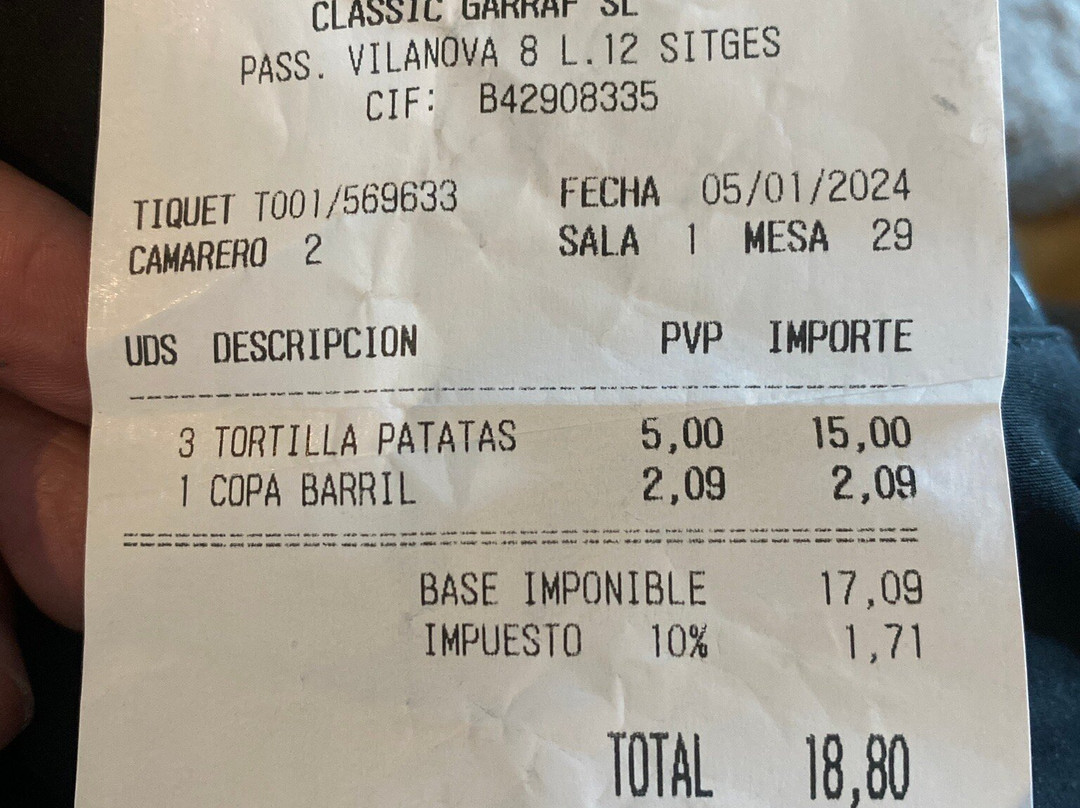 CLASSIC GARRAF SL
PASS. VILANOVA 8 L.12 SITGES
CIF: B42908335
TIQUET T001/569633 FECHA 05/01/2024
CAMARERO 2 SALA 1 MESA 29
UDS DESCRIPCION PVP IMPORTE
3 TORTILLA PATATAS 5,00 15,00
1 COPA BARRIL 2,09 2,09
BASE IMPONIBLE 17,09
IMPUESTO 10% 1,71
TOTAL 18,80